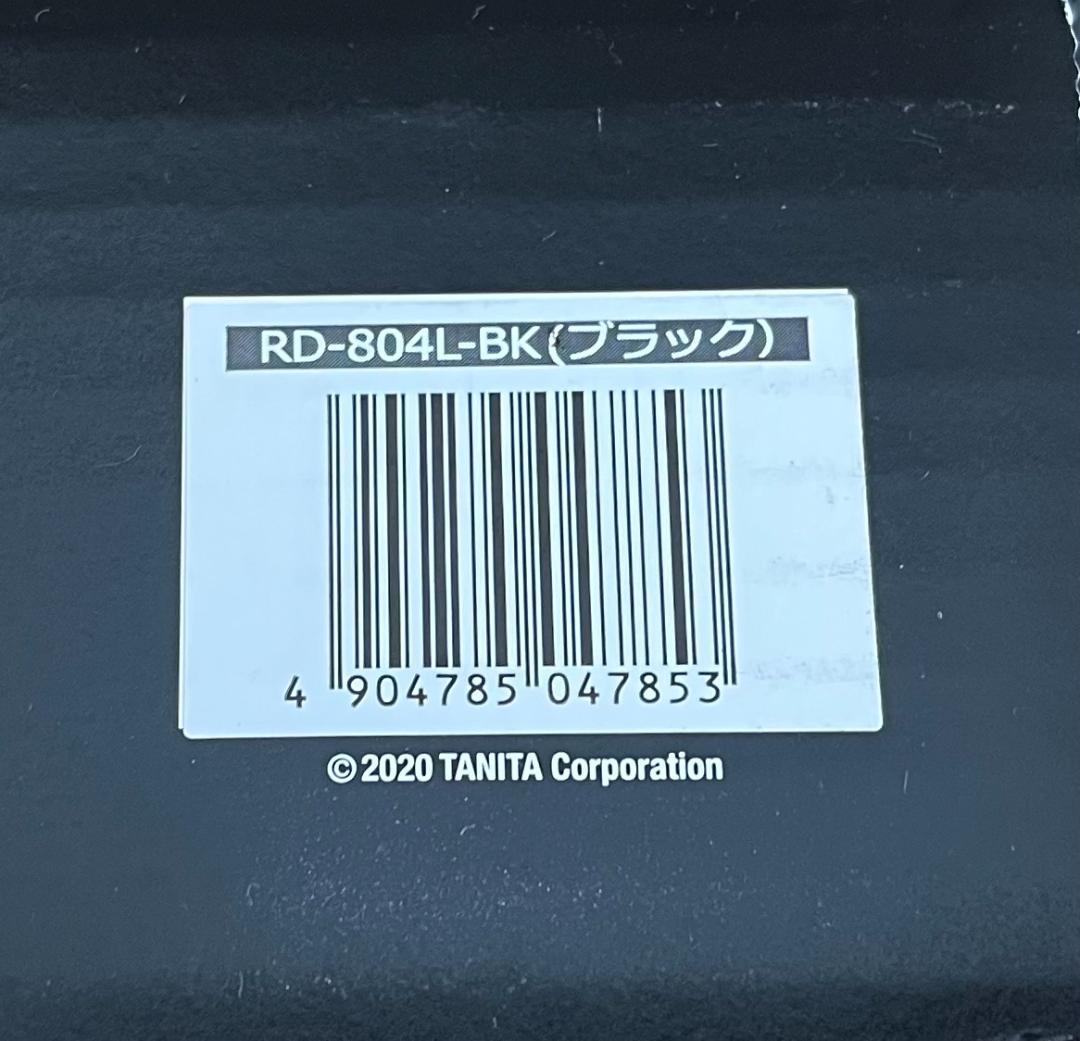 RD-804L-BK(ブラック)
4 904785 047853
©2020 TANITA Corporation